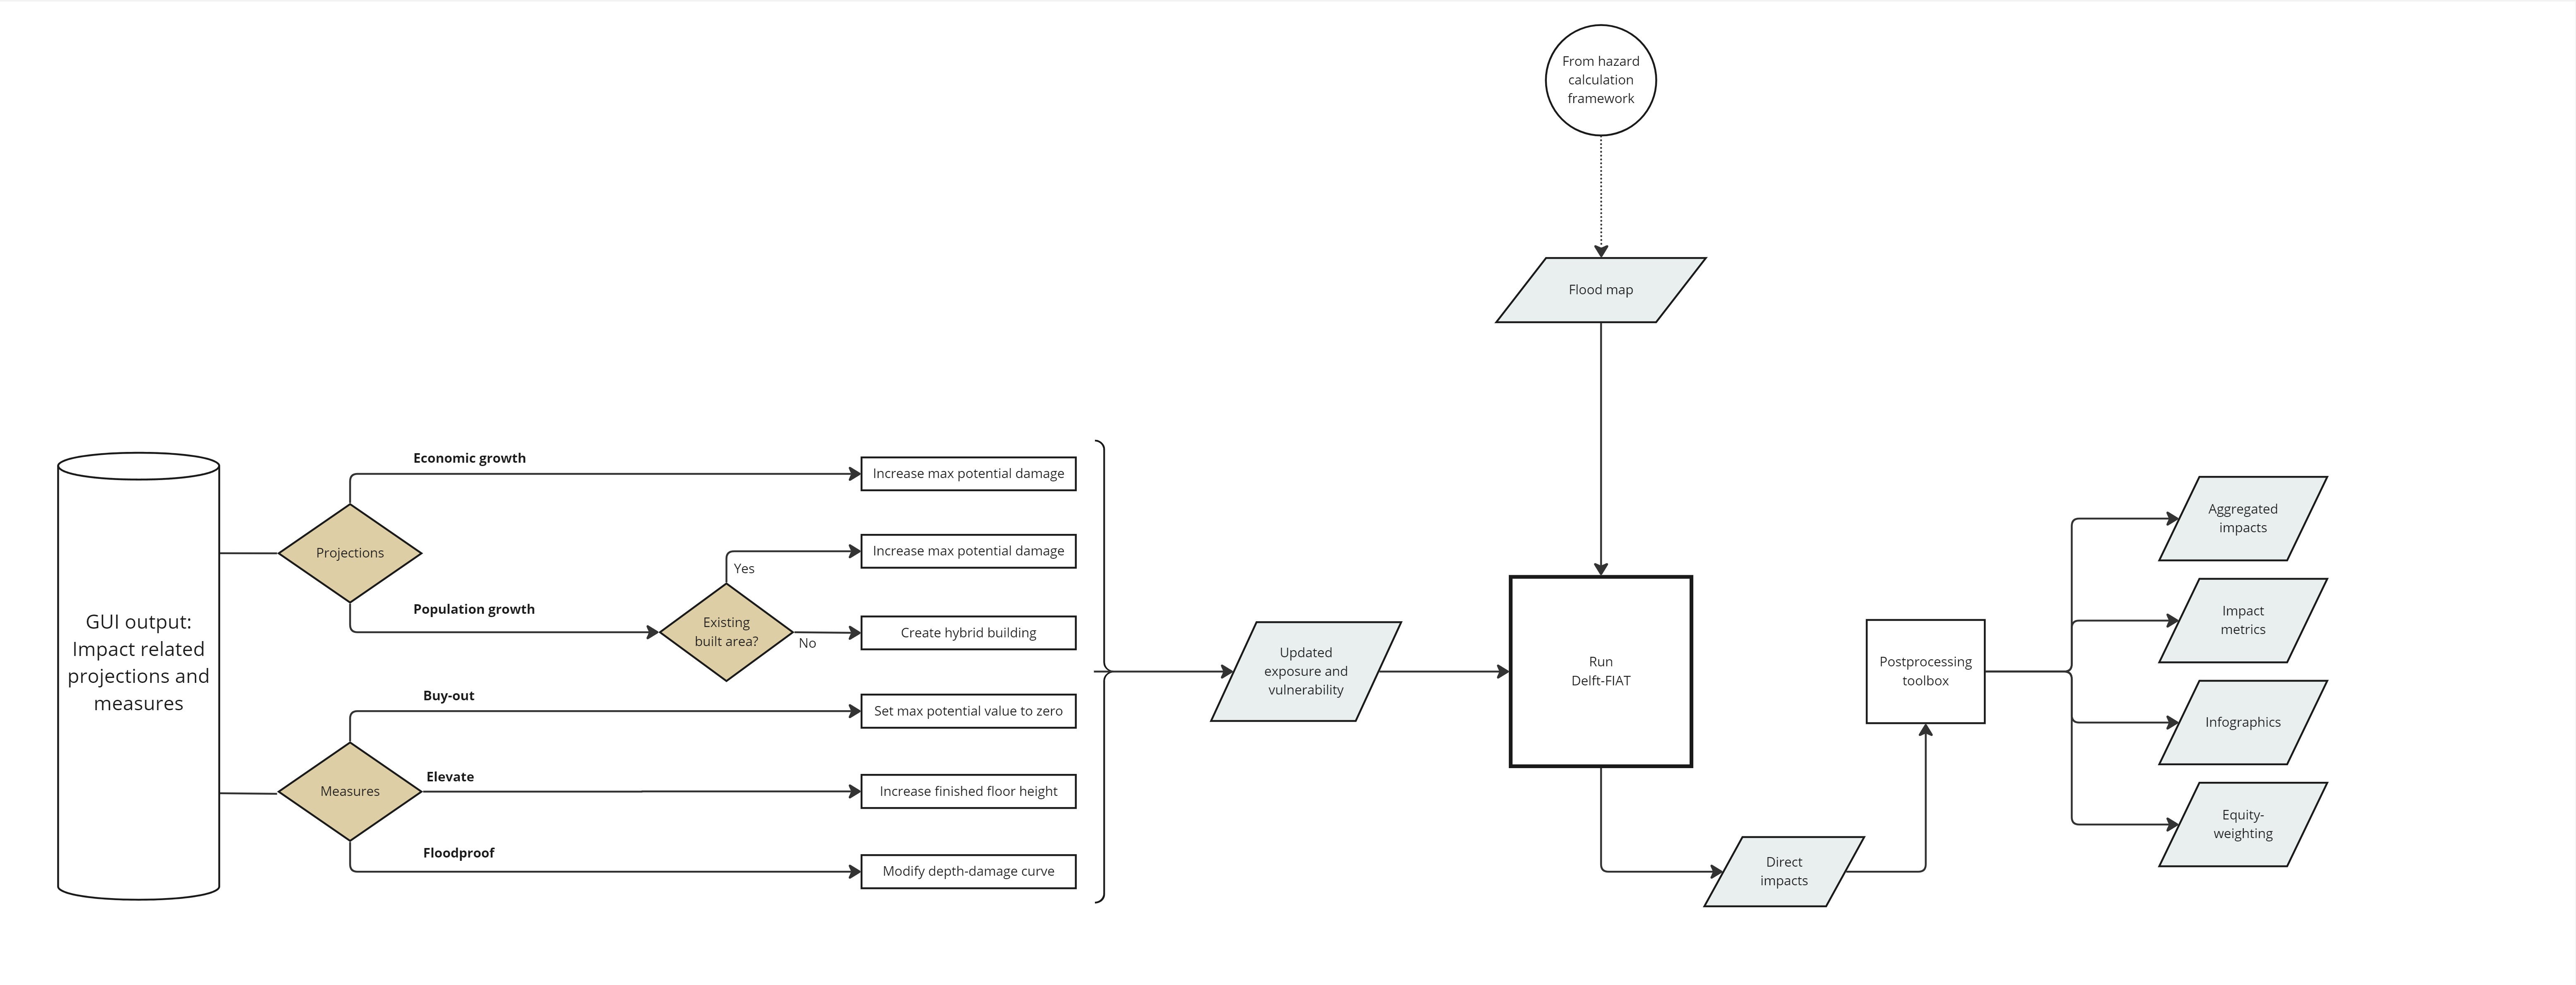 From hazard
calculation
framework
Flood map
GUI output:
Impact related
projections and
measures
Projections
Economic growth
Increase max potential damage
Population growth
Existing
built area?
Yes
Increase max potential damage
No
Create hybrid building
Measures
Buy-out
Set max potential value to zero
Elevate
Increase finished floor height
Floodproof
Modify depth-damage curve
Updated
exposure and
vulnerability
Run
Delft-FIAT
Direct
impacts
Postprocessing
toolbox
Aggregated
impacts
Impact
metrics
Infographics
Equity-
weighting